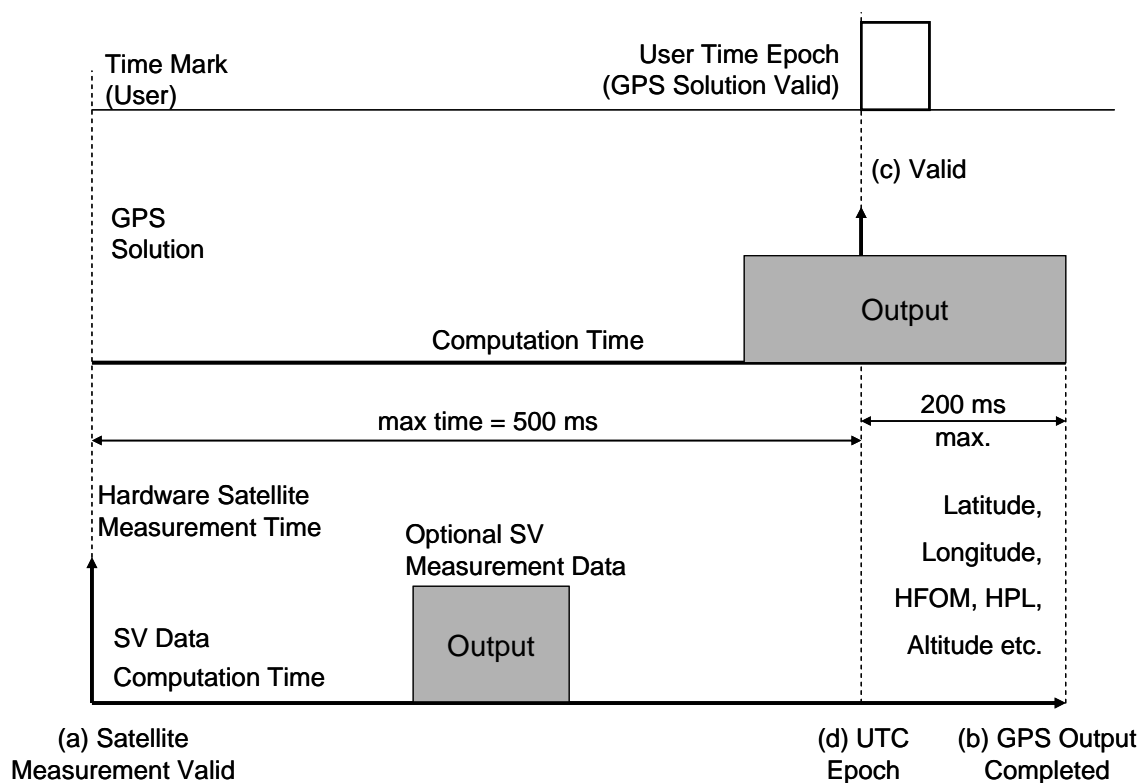 Time Mark
(User)
User Time Epoch
(GPS Solution Valid)
(c) Valid
GPS
Solution
Output
Computation Time
max time = 500 ms
200 ms
max.
Hardware Satellite
Measurement Time
Optional SV
Measurement Data
Output
SV Data
Computation Time
Latitude,
Longitude,
HFOM, HPL,
Altitude etc.
(a) Satellite
Measurement Valid
(d) UTC
Epoch
(b) GPS Output
Completed